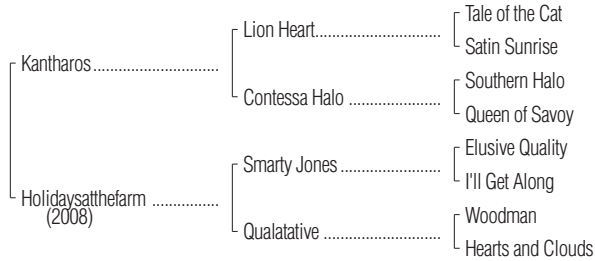 Tale of the Cat
Lion Heart..............................
Satin Sunrise
Kantharos..............................
Southern Halo
Contessa Halo ......................
Queen of Savoy
Elusive Quality
Smarty Jones ........................
I'll Get Along
Holidaysatthefarm ................
(2008)
Woodman
Qualatative ............................
Hearts and Clouds